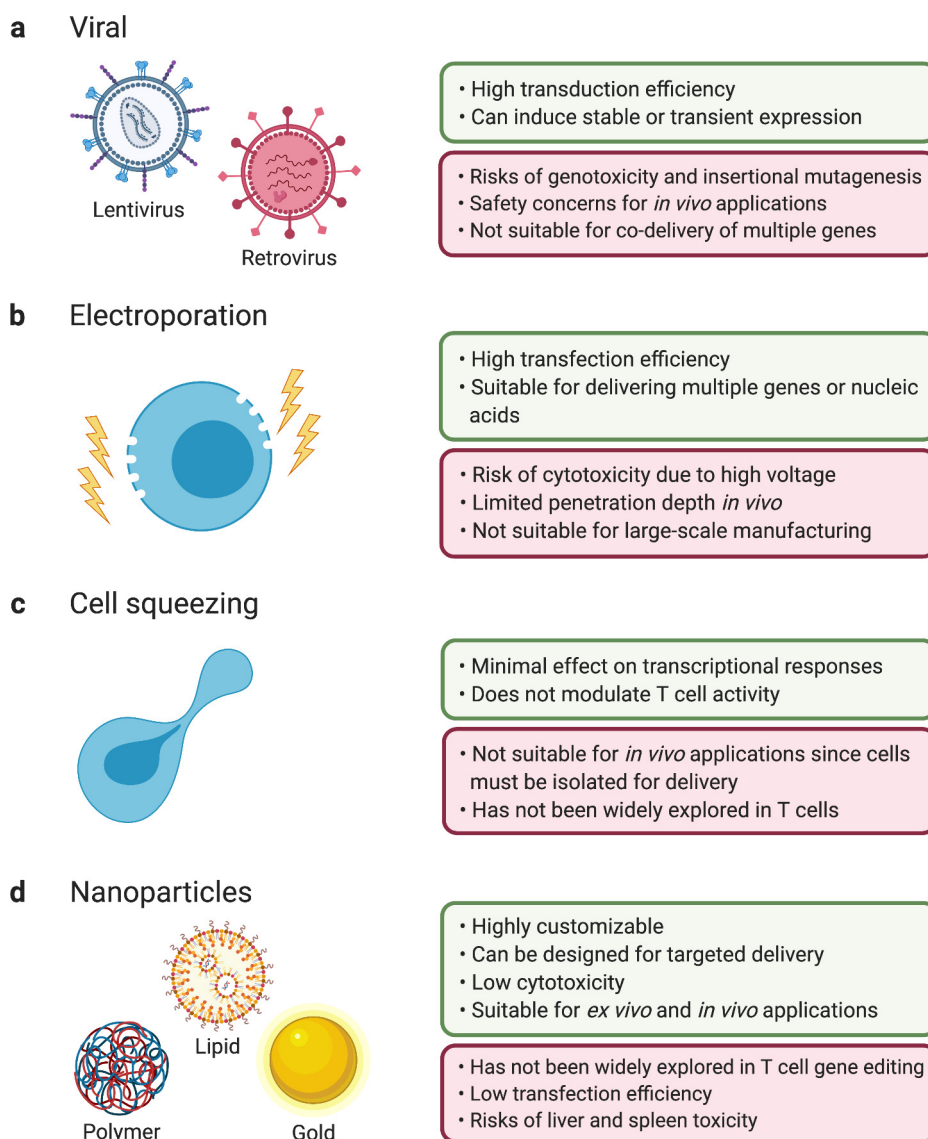 a Viral
Lentivirus
Retrovirus
• High transduction efficiency
• Can induce stable or transient expression
• Risks of genotoxicity and insertional mutagenesis
• Safety concerns for in vivo applications
• Not suitable for co-delivery of multiple genes
b Electroporation
• High transfection efficiency
• Suitable for delivering multiple genes or nucleic
acids
• Risk of cytotoxicity due to high voltage
• Limited penetration depth in vivo
• Not suitable for large-scale manufacturing
c Cell squeezing
• Minimal effect on transcriptional responses
• Does not modulate T cell activity
• Not suitable for in vivo applications since cells
must be isolated for delivery
• Has not been widely explored in T cells
d Nanoparticles
Lipid
Polymer
Gold
• Highly customizable
• Can be designed for targeted delivery
• Low cytotoxicity
• Suitable for ex vivo and in vivo applications
• Has not been widely explored in T cell gene editing
• Low transfection efficiency
• Risks of liver and spleen toxicity